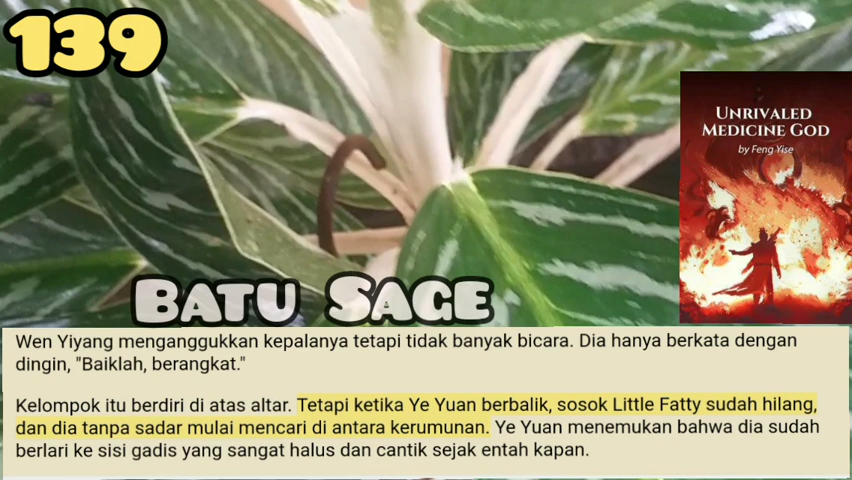 139
UNRIVALED
MEDICINE GOD
by Feng Yise
BATU SAGE
Wen Yiyang menganggukkan kepalanya tetapi tidak banyak bicara. Dia hanya berkata dengan
dingin, "Baiklah, berangkat."
Kelompok itu berdiri di atas altar. Tetapi ketika Ye Yuan berbalik, sosok Little Fatty sudah hilang,
dan dia tanpa sadar mulai mencari di antara kerumunan. Ye Yuan menemukan bahwa dia sudah
berlari ke sisi gadis yang sangat halus dan cantik sejak entah kapan.